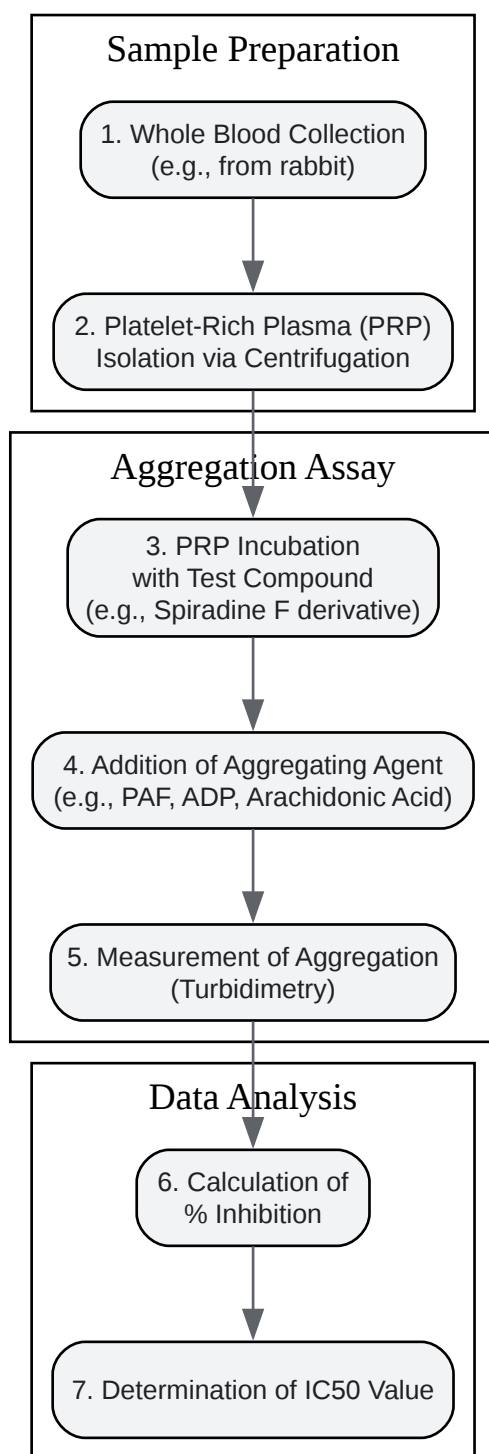 Sample Preparation
1. Whole Blood Collection
(e.g., from rabbit)
2. Platelet-Rich Plasma (PRP)
Isolation via Centrifugation
Aggregation Assay
3. PRP Incubation
with Test Compound
(e.g., Spiradine F derivative)
4. Addition of Aggregating Agent
(e.g., PAF, ADP, Arachidonic Acid)
5. Measurement of Aggregation
(Turbidimetry)
Data Analysis
6. Calculation of
% Inhibition
7. Determination of IC50 Value